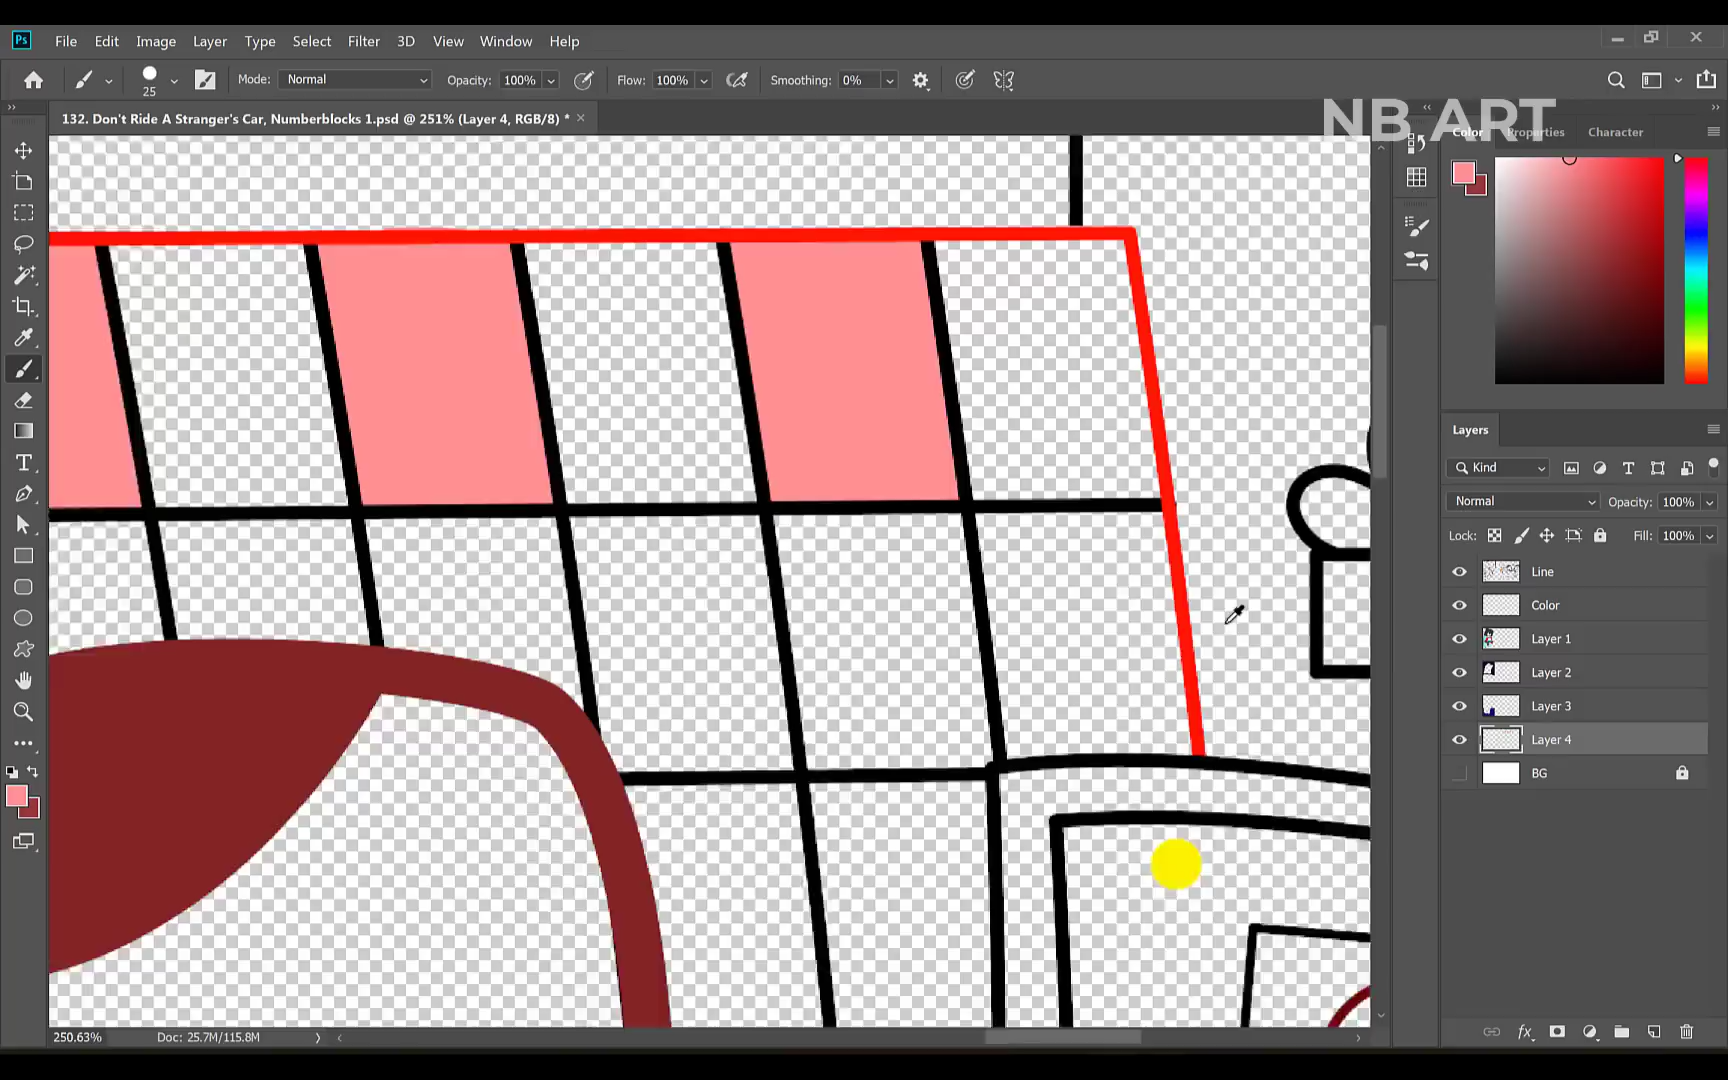 Ps File Edit Image Layer Type Select Filter 3D View Window Help
25 Mode: Normal Opacity: 100% Flow: 100% Smoothing: 0%
132. Don't Ride A Stranger's Car, Numberblocks 1.psd @ 251% (Layer 4, RGB/8) *
NB ART
Color Properties Character
Layers
Kind
Normal Opacity: 100%
Lock: Fill: 100%
Line
Color
Layer 1
Layer 2
Layer 3
Layer 4
BG
250.63% Doc: 25.7M/115.8M